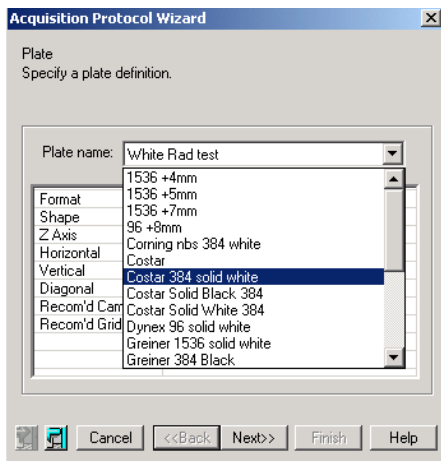 Acquisition Protocol Wizard
Plate
Specify a plate definition.
Plate name: White Rad test
1536 +4mm
1536 +5mm
1536 +7mm
96 +8mm
Corning nbs 384 white
Costar
Costar 384 solid white
Costar Solid Black 384
Costar Solid White 384
Dynex 96 solid white
Greiner 1536 solid white
Greiner 384 Black
Format
Shape
Z Axis
Horizontal
Vertical
Diagonal
Recom'd Cam
Recom'd Grid
Cancel <<Back Next>> Finish Help